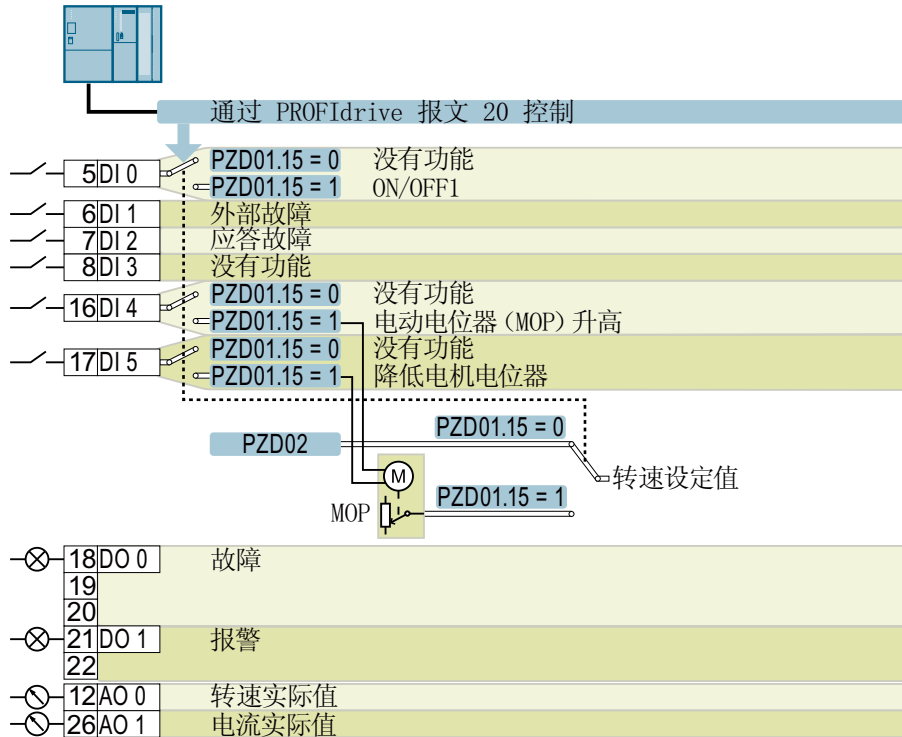 通过 PROFIdrive 报文 20 控制
5 DI 0 PZD01.15 = 0 没有功能
PZD01.15 = 1 ON/OFF1
6 DI 1 外部故障
7 DI 2 应答故障
8 DI 3 没有功能
16 DI 4 PZD01.15 = 0 没有功能
PZD01.15 = 1 电动电位器(MOP)升高
17 DI 5 PZD01.15 = 0 没有功能
PZD01.15 = 1 降低电机电位器
PZD02 PZD01.15 = 0
M 转速设定值
MOP PZD01.15 = 1
18 DO 0 故障
19
20
21 DO 1 报警
22
12 AO 0 转速实际值
26 AO 1 电流实际值